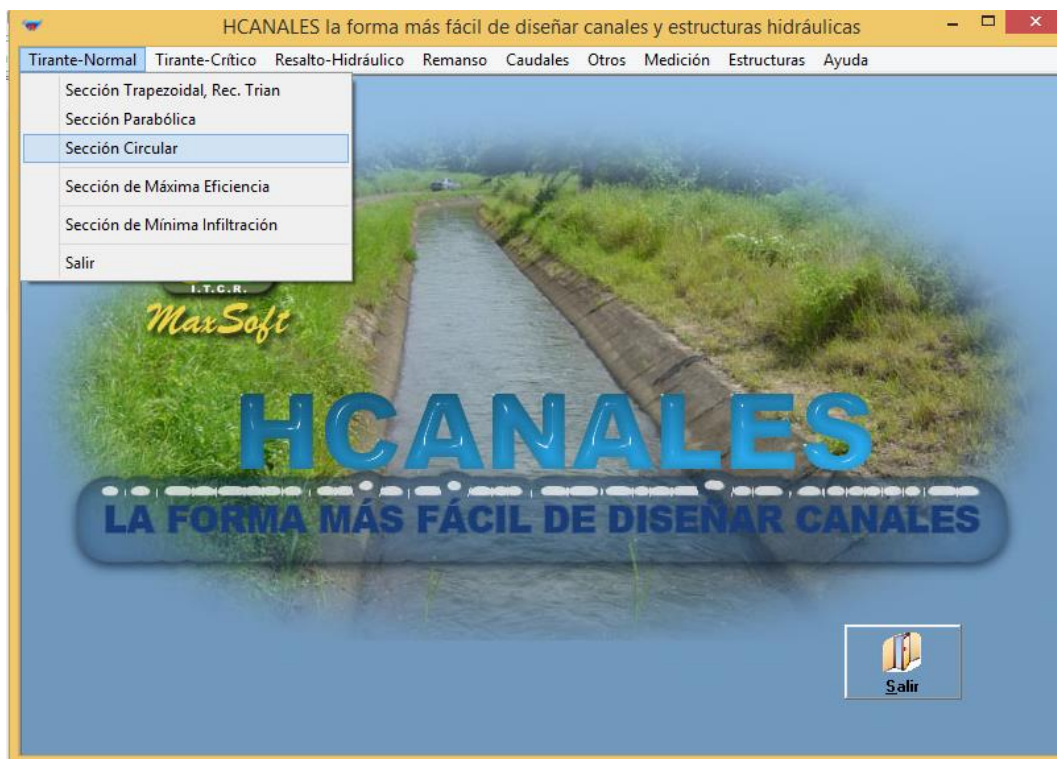 HCANALES la forma más fácil de diseñar canales y estructuras hidráulicas
Tirante-Normal Tirante-Crítico Resalto-Hidráulico Remanso Caudales Otros Medición Estructuras Ayuda
Sección Trapezoidal, Rec. Trian
Sección Parabólica
Sección Circular
Sección de Máxima Eficiencia
Sección de Mínima Infiltración
Salir
I.T.C.R.
MaxSoft
HCANALES
LA FORMA MÁS FÁCIL DE DISEÑAR CANALES
Salir